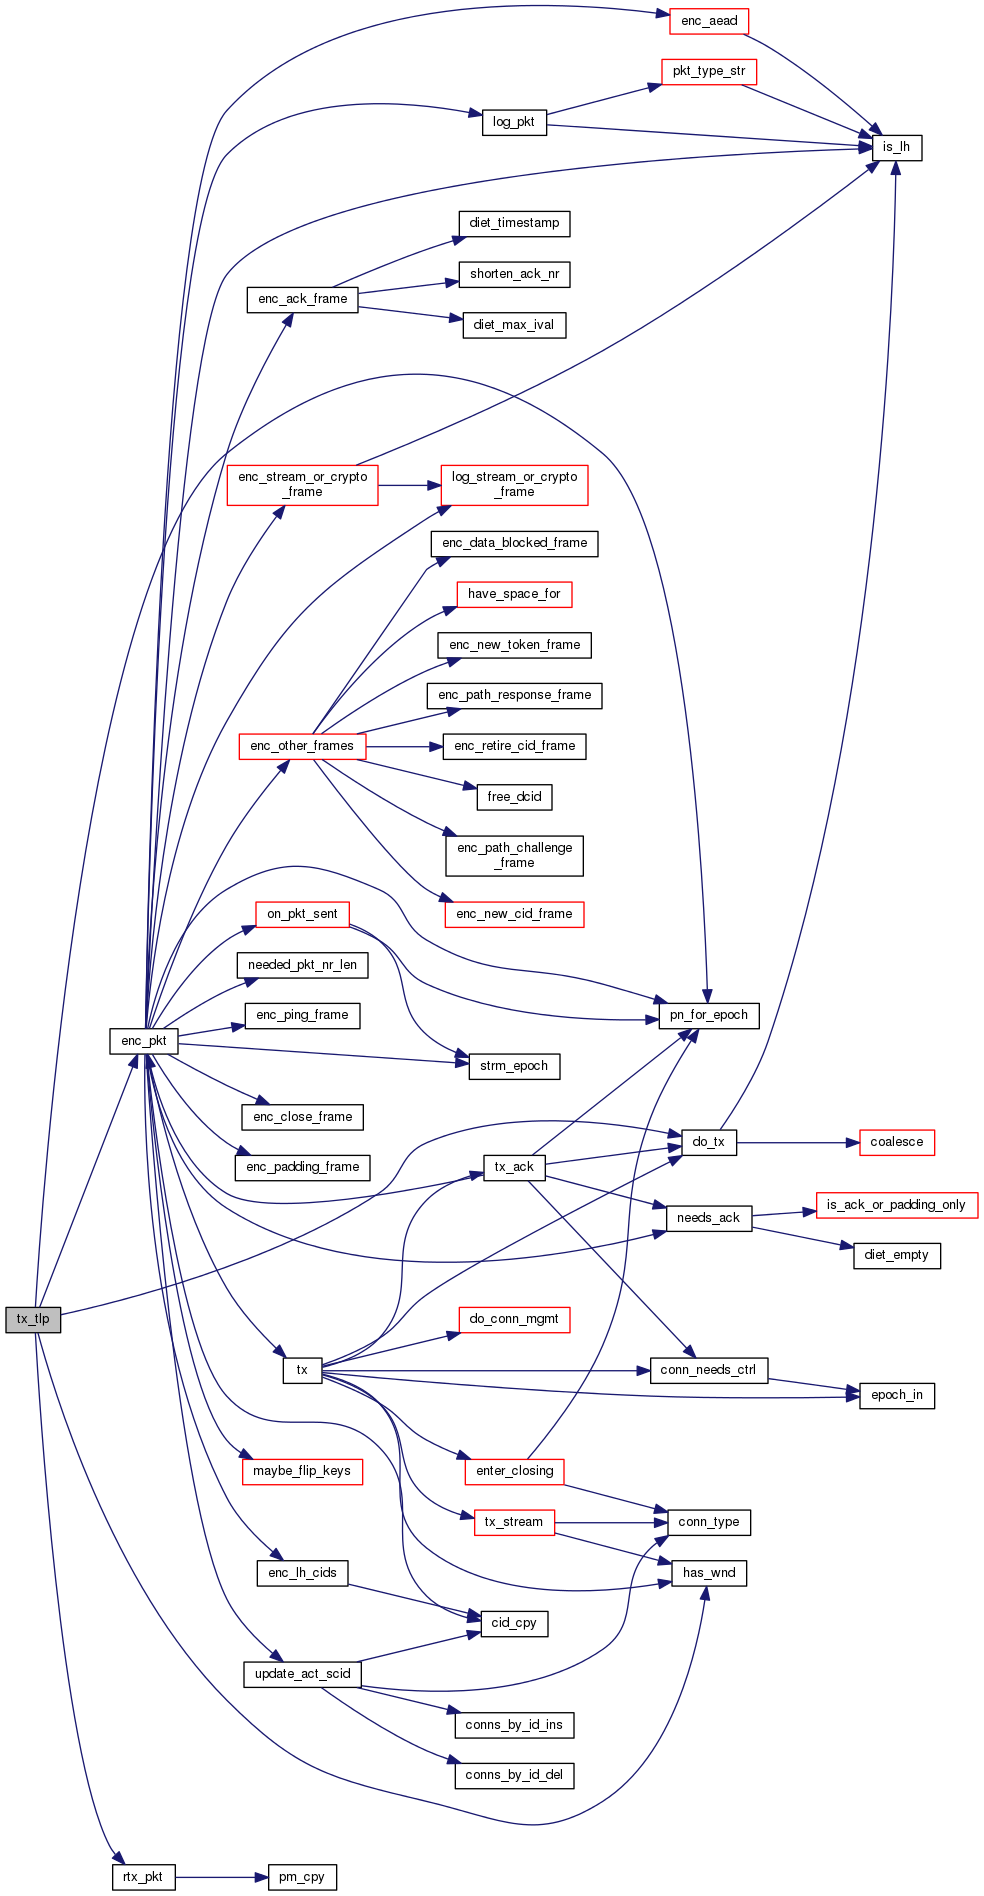 enc_aead
pkt_type_str
log_pkt
is_lh
diet_timestamp
shorten_ack_nr
enc_ack_frame
diet_max_ival
enc_stream_or_crypto
_frame
log_stream_or_crypto
_frame
enc_data_blocked_frame
have_space_for
enc_new_token_frame
enc_path_response_frame
enc_other_frames
enc_retire_cid_frame
free_dcid
enc_path_challenge
_frame
on_pkt_sent
enc_new_cid_frame
needed_pkt_nr_len
enc_ping_frame
pn_for_epoch
enc_pkt
strm_epoch
enc_close_frame
do_tx
coalesce
enc_padding_frame
tx_ack
is_ack_or_padding_only
needs_ack
diet_empty
tx_tlp
do_conn_mgmt
tx
conn_needs_ctrl
epoch_in
maybe_flip_keys
enter_closing
tx_stream
conn_type
enc_lh_cids
has_wnd
cid_cpy
update_act_scid
conns_by_id_ins
conns_by_id_del
rtx_pkt
pm_cpy